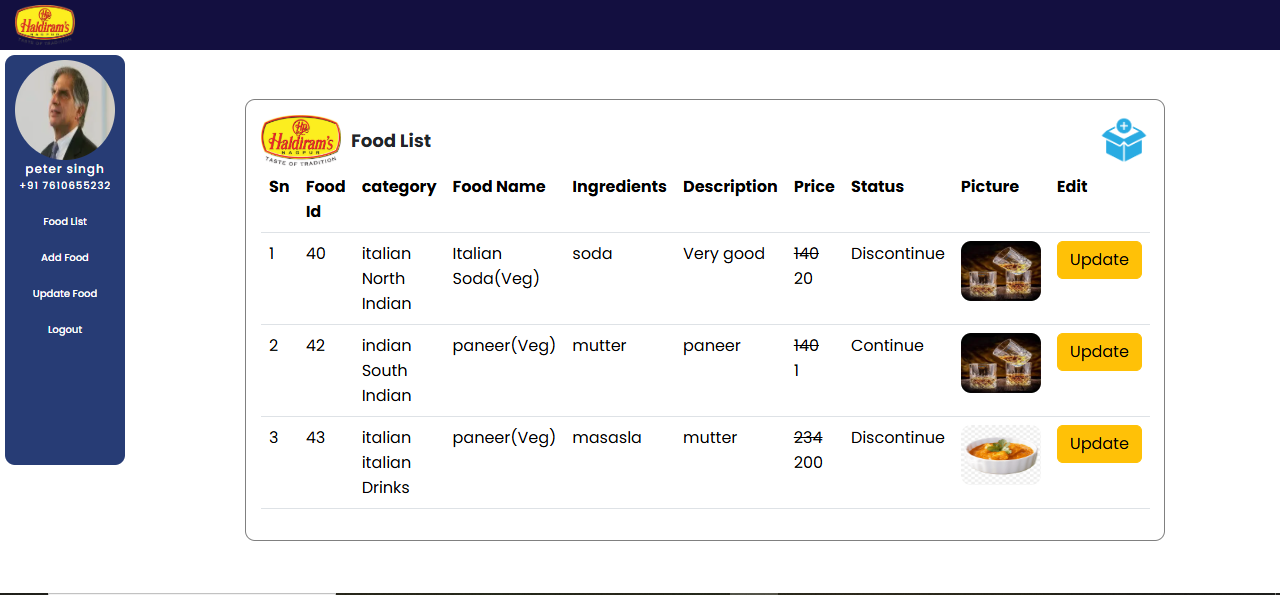 Haldiram's
NAGPUR
peter singh
+91 7610655232
Food List
Add Food
Update Food
Logout
Haldiram's
NAGPUR
TASTE OF TRADITION
Food List
Sn Food Id category Food Name Ingredients Description Price Status Picture Edit
1 40 italian North Indian Italian Soda(Veg) soda Very good 140 20 Discontinue Update
2 42 indian South Indian paneer(Veg) mutter paneer 140 1 Continue Update
3 43 italian italian Drinks paneer(Veg) masasla mutter 234 200 Discontinue Update